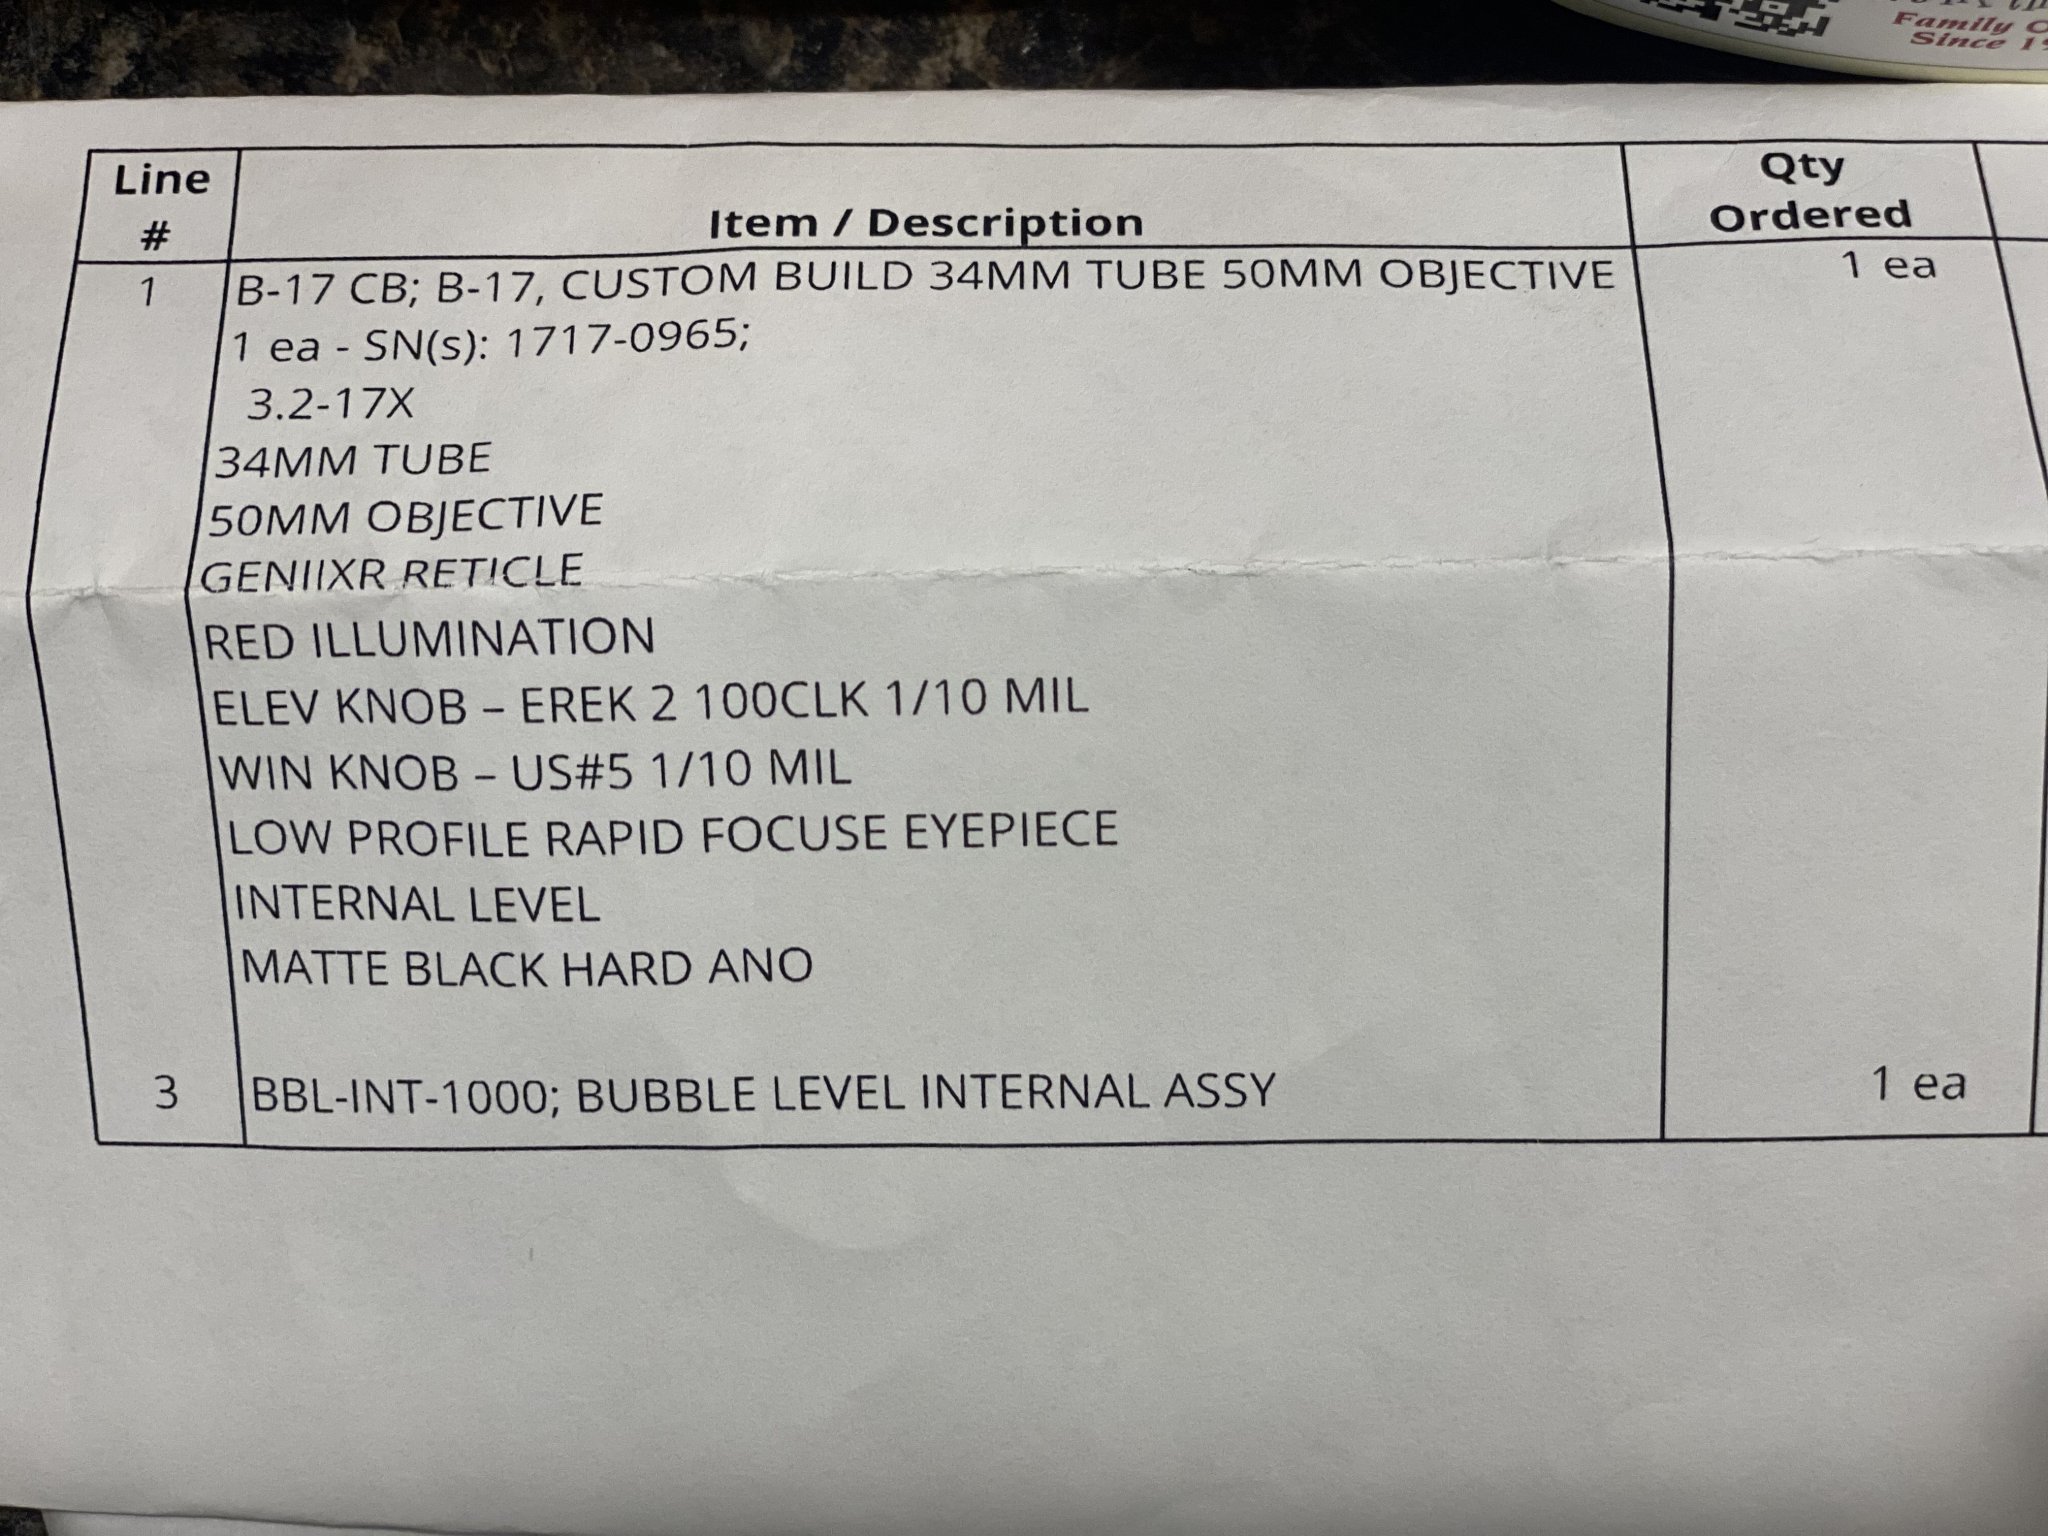 Family
Since
Line
#
Item / Description
Qty
Ordered
1
B-17 CB; B-17, CUSTOM BUILD 34MM TUBE 50MM OBJECTIVE
1 ea
1 ea - SN(s): 1717-0965;
3.2-17X
34MM TUBE
50MM OBJECTIVE
GENIIXR RETICLE
RED ILLUMINATION
ELEV KNOB – EREK 2 100CLK 1/10 MIL
WIN KNOB – US#5 1/10 MIL
LOW PROFILE RAPID FOCUSE EYEPIECE
INTERNAL LEVEL
MATTE BLACK HARD ANO
3
BBL-INT-1000; BUBBLE LEVEL INTERNAL ASSY
1 ea